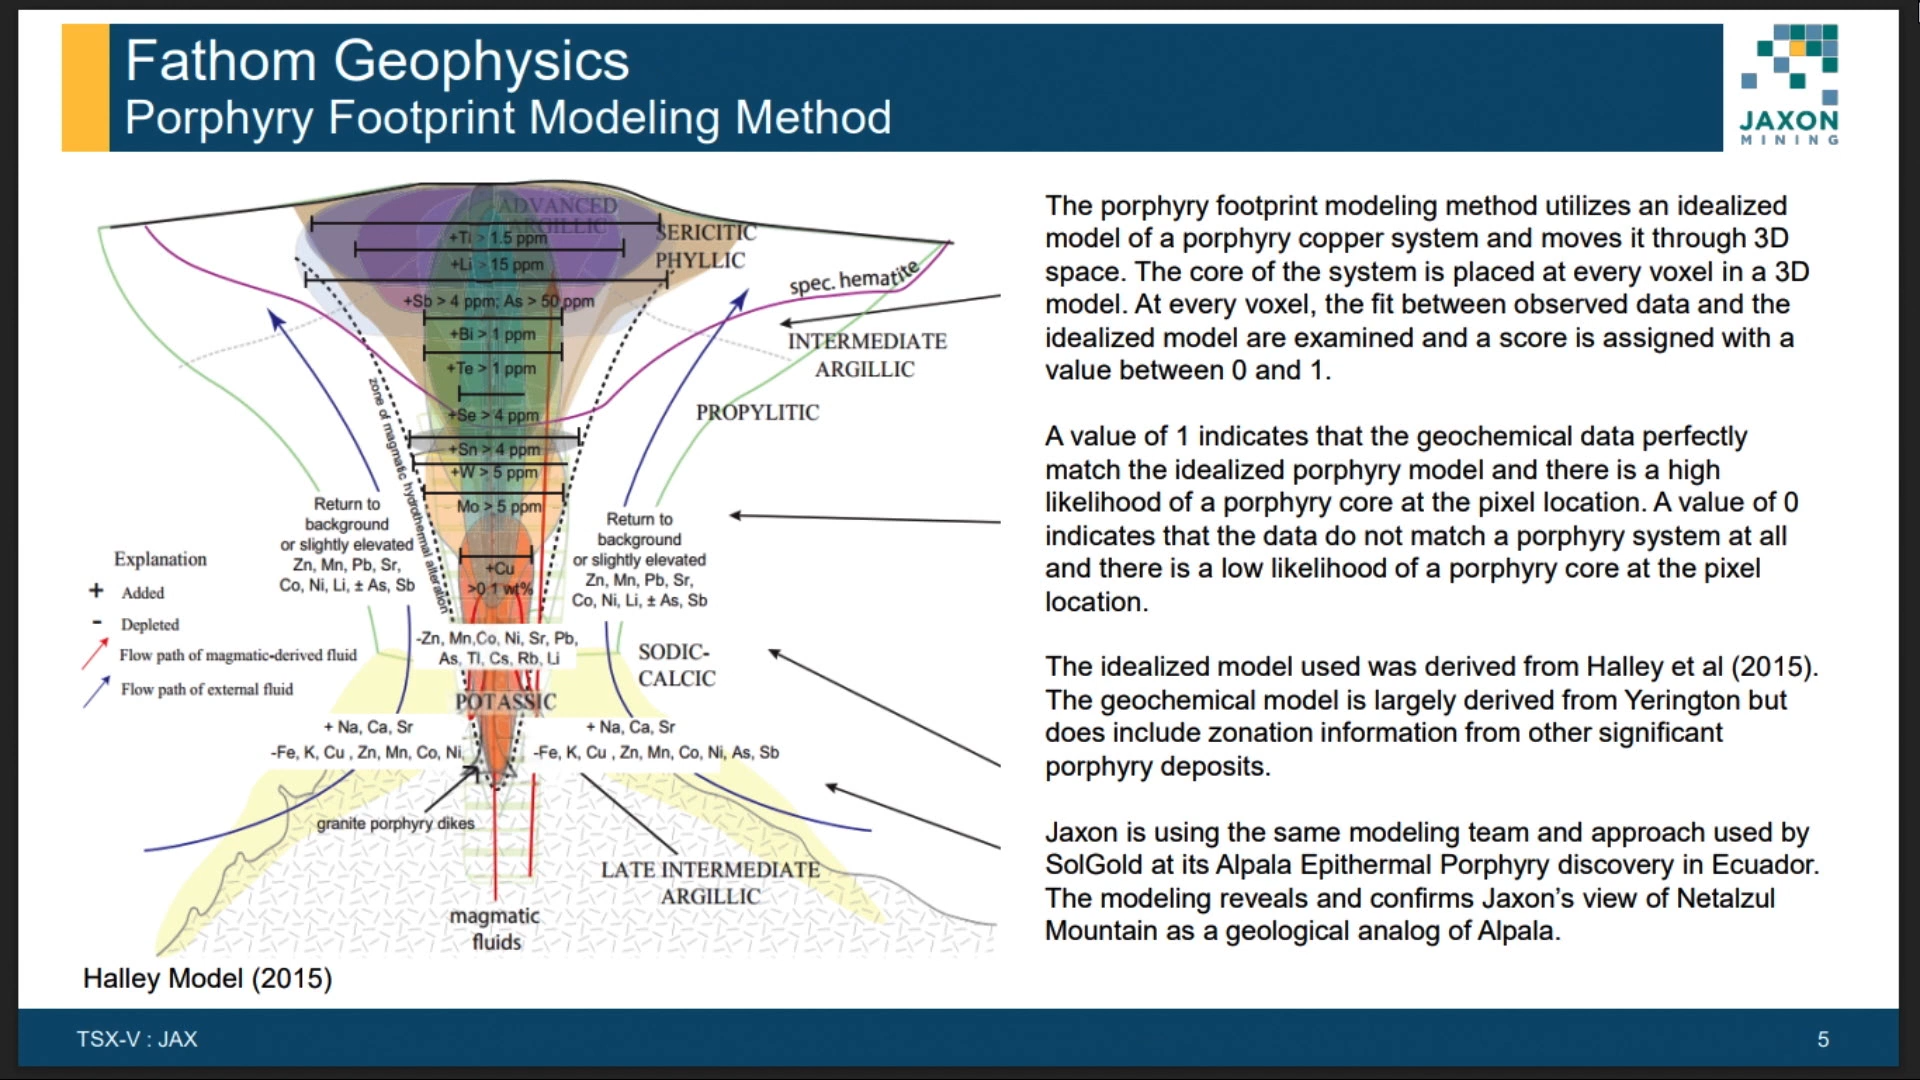 Fathom Geophysics
Porphyry Footprint Modeling Method
JAXON
MINING
ADVANCED
ARGILLIC
+Tl > 1.5 ppm
+Li > 15 ppm
+Sb > 4 ppm; As > 50 ppm
+Bi > 1 ppm
+Te > 1 ppm
+Se > 4 ppm
+Sn > 4 ppm
+W > 5 ppm
Mo > 5 ppm
+Cu
>0.1 wt%
SERICITIC
PHYLLIC
spec. hematite
INTERMEDIATE
ARGILLIC
PROPYLITIC
zone of magmatic hydrothermal alteration
Return to
background
or slightly elevated
Zn, Mn, Pb, Sr,
Co, Ni, Li, ± As, Sb
Return to
background
or slightly elevated
Zn, Mn, Pb, Sr,
Co, Ni, Li, ± As, Sb
Explanation
+ Added
- Depleted
Flow path of magmatic-derived fluid
Flow path of external fluid
-Zn, Mn,Co, Ni, Sr, Pb,
As, Tl, Cs, Rb, Li
SODIC-
CALCIC
POTASSIC
+ Na, Ca, Sr
-Fe, K, Cu , Zn, Mn, Co, Ni,
+ Na, Ca, Sr
-Fe, K, Cu , Zn, Mn, Co, Ni, As, Sb
granite porphyry dikes
LATE INTERMEDIATE
ARGILLIC
magmatic
fluids
Halley Model (2015)
The porphyry footprint modeling method utilizes an idealized
model of a porphyry copper system and moves it through 3D
space. The core of the system is placed at every voxel in a 3D
model. At every voxel, the fit between observed data and the
idealized model are examined and a score is assigned with a
value between 0 and 1.
A value of 1 indicates that the geochemical data perfectly
match the idealized porphyry model and there is a high
likelihood of a porphyry core at the pixel location. A value of 0
indicates that the data do not match a porphyry system at all
and there is a low likelihood of a porphyry core at the pixel
location.
The idealized model used was derived from Halley et al (2015).
The geochemical model is largely derived from Yerington but
does include zonation information from other significant
porphyry deposits.
Jaxon is using the same modeling team and approach used by
SolGold at its Alpala Epithermal Porphyry discovery in Ecuador.
The modeling reveals and confirms Jaxon’s view of Netalzul
Mountain as a geological analog of Alpala.
TSX-V : JAX
5